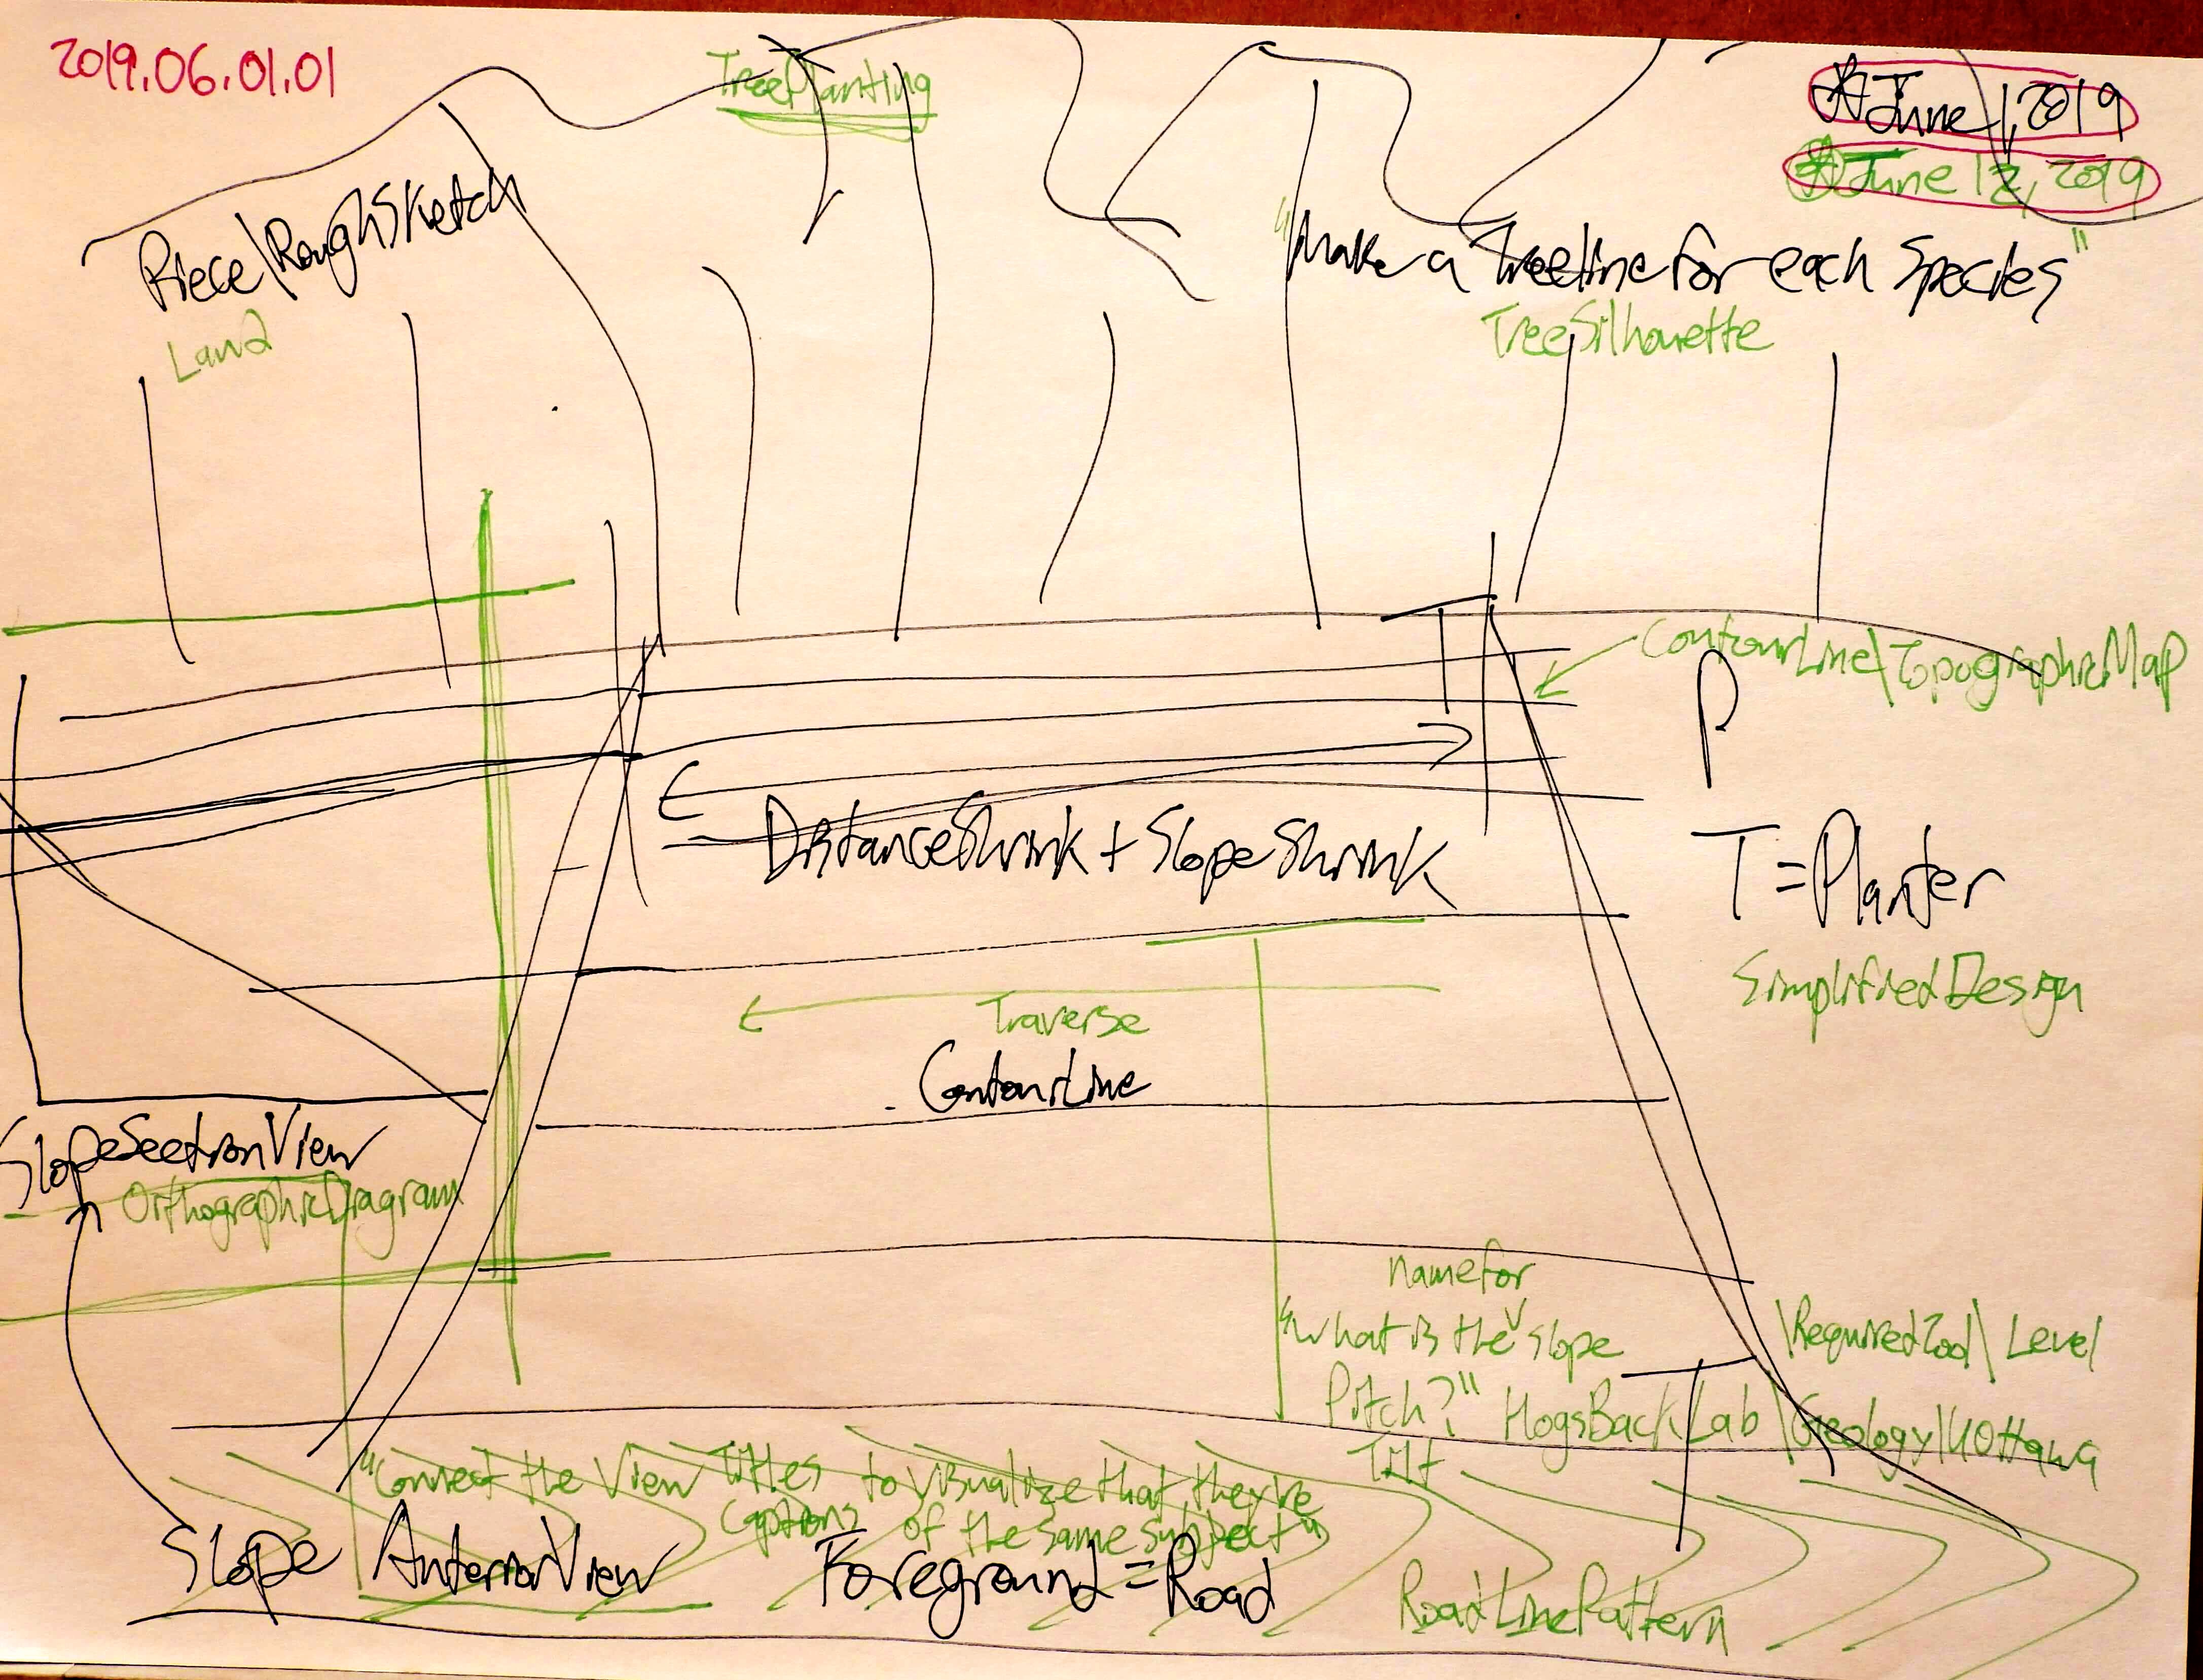 2019.06.01.01
TreePlanting
June 1, 2019
June 12, 2019
Piece\RoughSketch
Land
"Make a Treeline for each Species"
TreeSilhouette
ContourLine\TopographicMap
P
DistanceShrink + SlopeShrink
T = Planter
SimplifiedDesign
Traverse
ContourLine
SlopeSectionView
OrthographicDiagram
name for
"What is the slope
Pitch?"
Tilt
\RequiredTool\Level
HogsBackLab\Geology\UOttawa
"Connect the View Titles to visualize that they're
Captions of the same subject"
Slope AnteriorView
Foreground = Road
RoadLinePattern